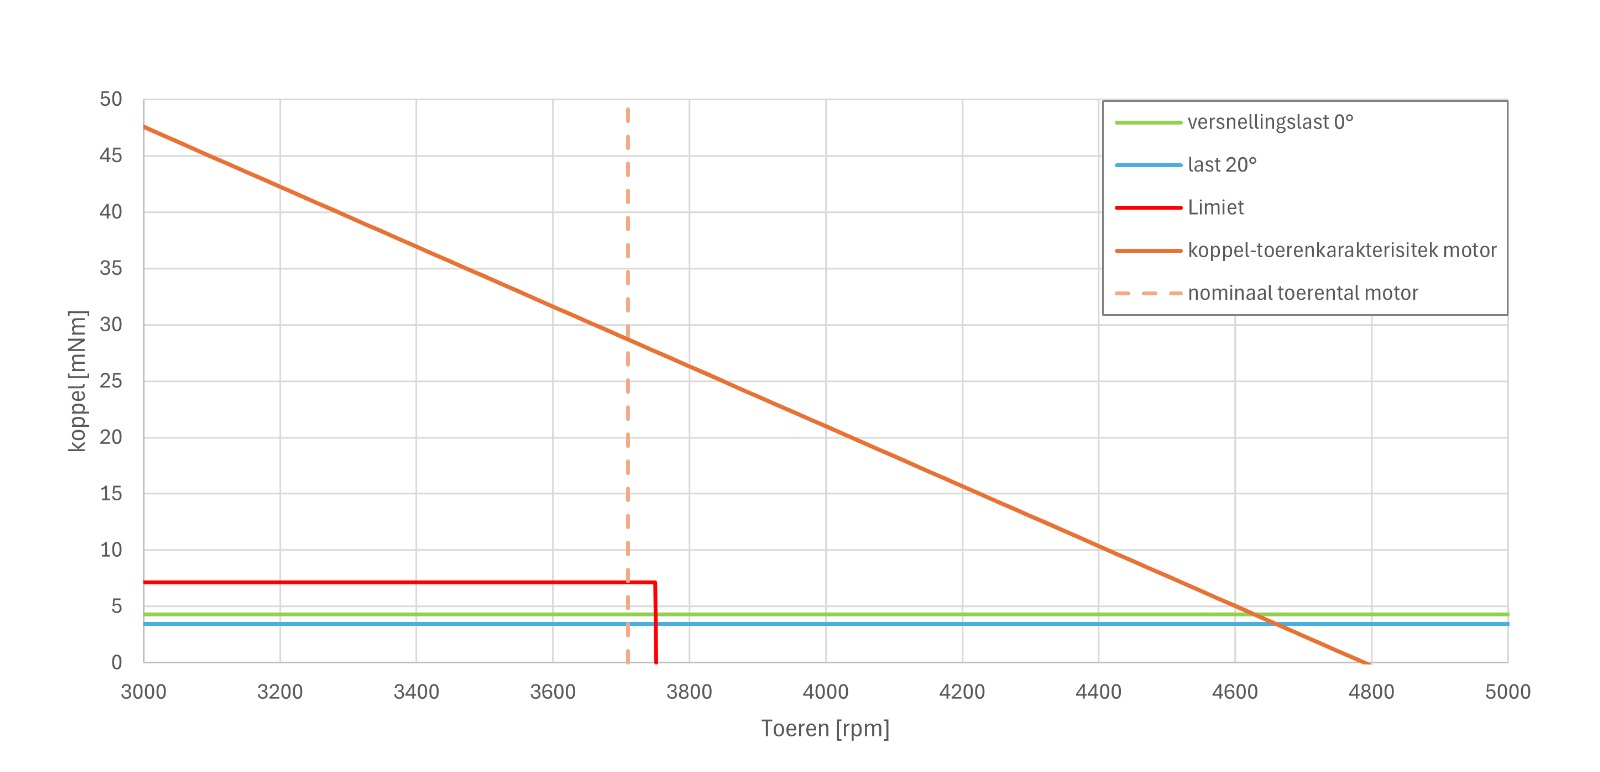 50
45
40
35
30
25
20
15
10
5
0
koppel [mNm]
3000 3200 3400 3600 3800 4000 4200 4400 4600 4800 5000
Toeren [rpm]
versnellingslast 0°
last 20°
Limiet
koppel-toerenkarakterisitek motor
nominaal toerental motor